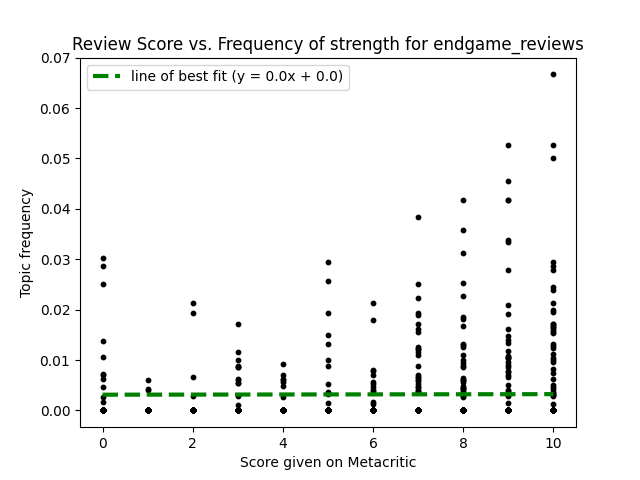 Review Score vs. Frequency of strength for endgame_reviews
line of best fit (y = 0.0x + 0.0)
0.07
0.06
0.05
0.04
0.03
0.02
0.01
0.00
Topic frequency
0 2 4 6 8 10
Score given on Metacritic